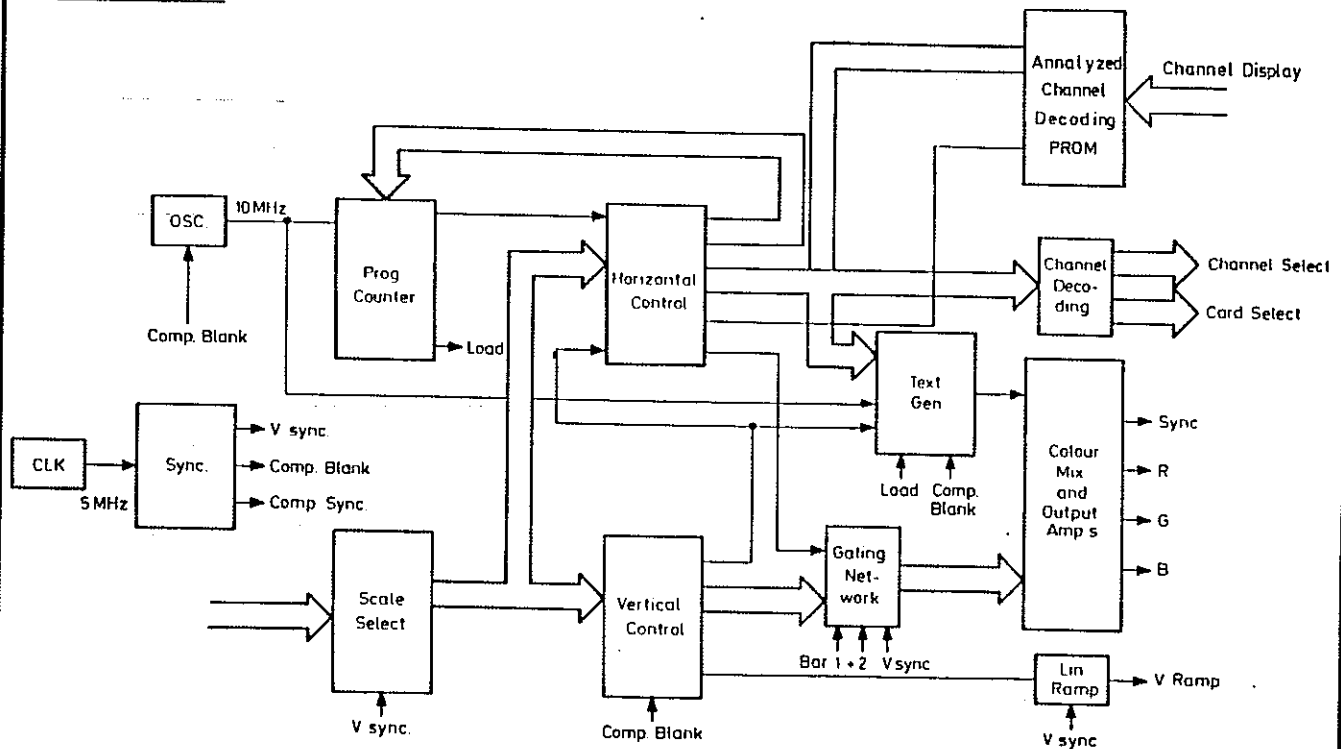 Annalyzed
Channel
Decoding
PROM
Channel Display
OSC.
10MHz
Comp. Blank
Prog
Counter
Load
Horizontal
Control
Channel
Deco-
ding
Channel Select
Card Select
Text
Gen
Load
Comp.
Blank
CLK
5MHz
Sync.
V sync.
Comp. Blank
Comp Sync.
Colour
Mix
and
Output
Amp s
Sync
R
G
B
Scale
Select
V sync.
Vertical
Control
Comp. Blank
Gating
Net-
work
Bar 1 + 2 V sync
Lin
Ramp
V Ramp
V sync